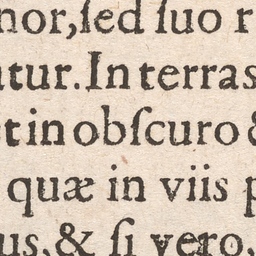 nor, ſed ſuo r
tur. In terras
t in obſcuro &
quæ in viis p
us, & ſi vero,